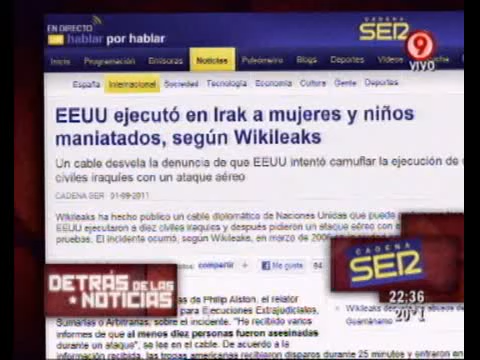 EN DIRECTO
hablar por hablar
CADENA
SER
9
VIVO
Inicio Programación Emisoras Noticias Pulsómetro Blogs Deportes Vídeos
España Internacional Sociedad Tecnología Economía Cultura Gente Deportes
EEUU ejecutó en Irak a mujeres y niños
maniatados, según Wikileaks
Un cable desvela la denuncia de que EEUU intentó camuflar la ejecución de
civiles iraquíes con un ataque aéreo
CADENA SER 01-09-2011
Wikileaks ha hecho público un cable diplomático de Naciones Unidas que puede
EEUU ejecutaron a diez civiles iraquíes y después pidieron un ataque aéreo con
pruebas. El incidente ocurrió, según Wikileaks, en marzo de
compartir
Me gusta
CADENA
SER
DETRÁS DE LAS
NOTICIAS
de Philip Alston, el relator
para Ejecuciones Extrajudiciales,
Sumarias o Arbitrarias, sobre el incidente. "He recibido varios
informes de que al menos diez personas fueron asesinadas
durante un ataque", se lee en el cable. De acuerdo a la
información recibida, las tropas americanas recibieron disparos durante 25 minutos y
Wikileaks
abusos de
Guantánamo
22:36
20°